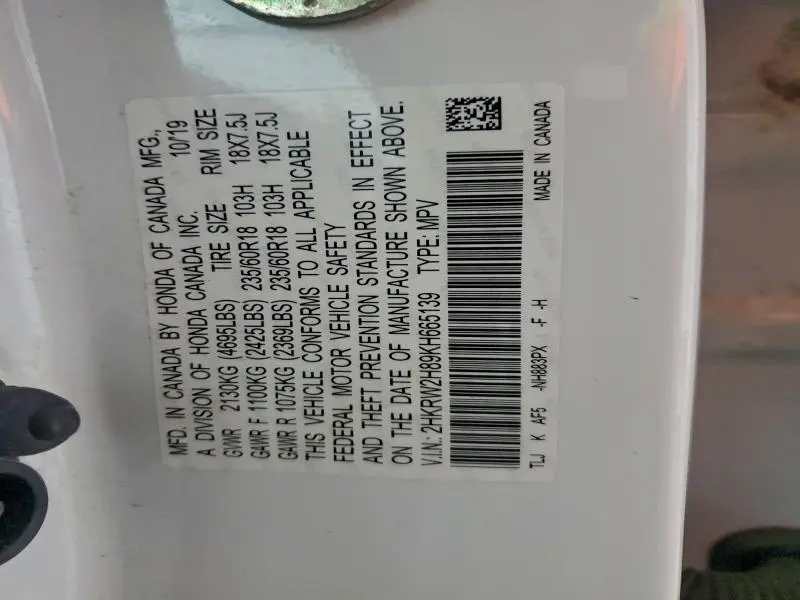 MFD. IN CANADA BY HONDA OF CANADA MFG., 10/19
A DIVISION OF HONDA CANADA INC.
GVWR 2130KG (4695LBS) TIRE SIZE RIM SIZE
GAWR F 1100KG (2425LBS) 235/60R18 103H 18X7.5J
GAWR R 1075KG (2369LBS) 235/60R18 103H 18X7.5J
THIS VEHICLE CONFORMS TO ALL APPLICABLE
FEDERAL MOTOR VEHICLE SAFETY
AND THEFT PREVENTION STANDARDS IN EFFECT
ON THE DATE OF MANUFACTURE SHOWN ABOVE.
V.I.N.: 2HKRW2H89KH665139 TYPE: MPV
TLJ K AF5 -NH883PX -F -H MADE IN CANADA